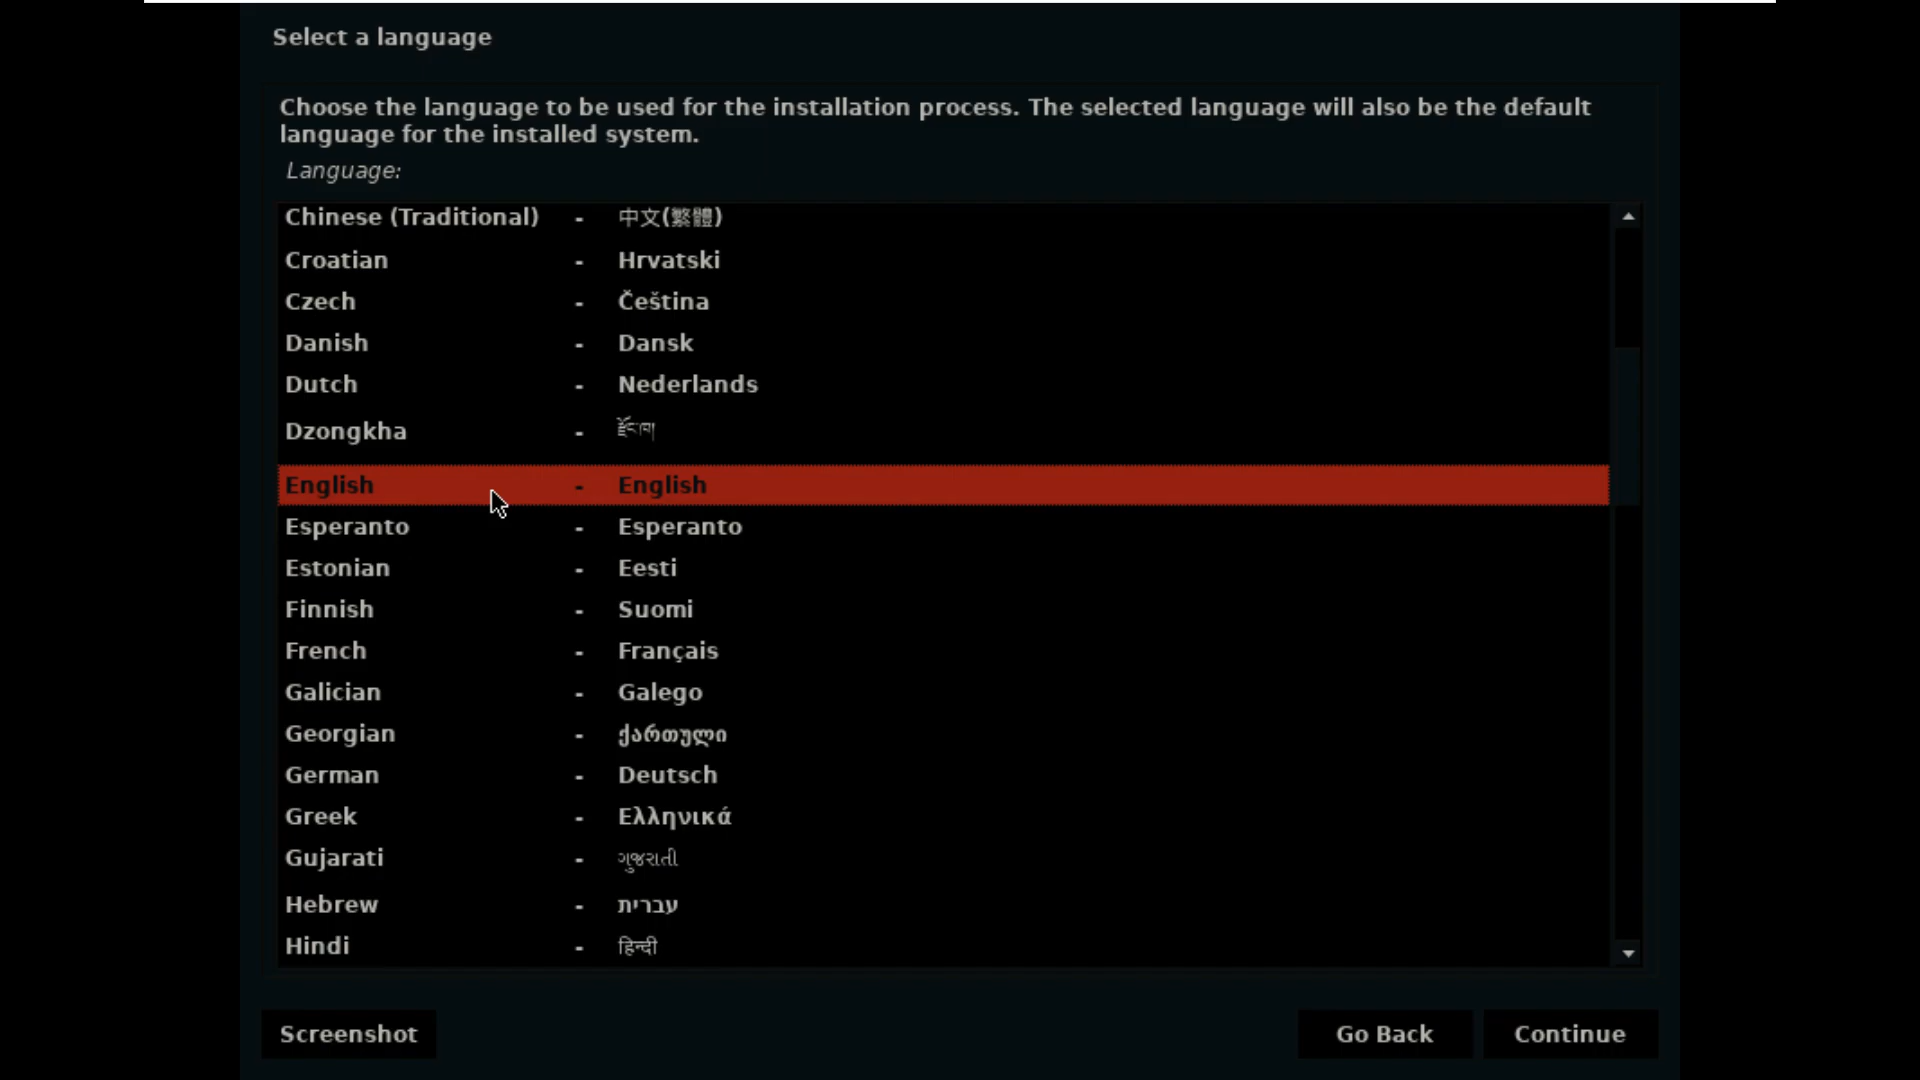 Select a language
Choose the language to be used for the installation process. The selected language will also be the default
language for the installed system.
Language:
Chinese (Traditional) - 中文(繁體)
Croatian - Hrvatski
Czech - Čeština
Danish - Dansk
Dutch - Nederlands
Dzongkha - རྫོང་ཁ།
English - English
Esperanto - Esperanto
Estonian - Eesti
Finnish - Suomi
French - Français
Galician - Galego
Georgian - ქართული
German - Deutsch
Greek - Ελληνικά
Gujarati - ગુજરાતી
Hebrew - עברית
Hindi - हिन्दी
Screenshot Go Back Continue